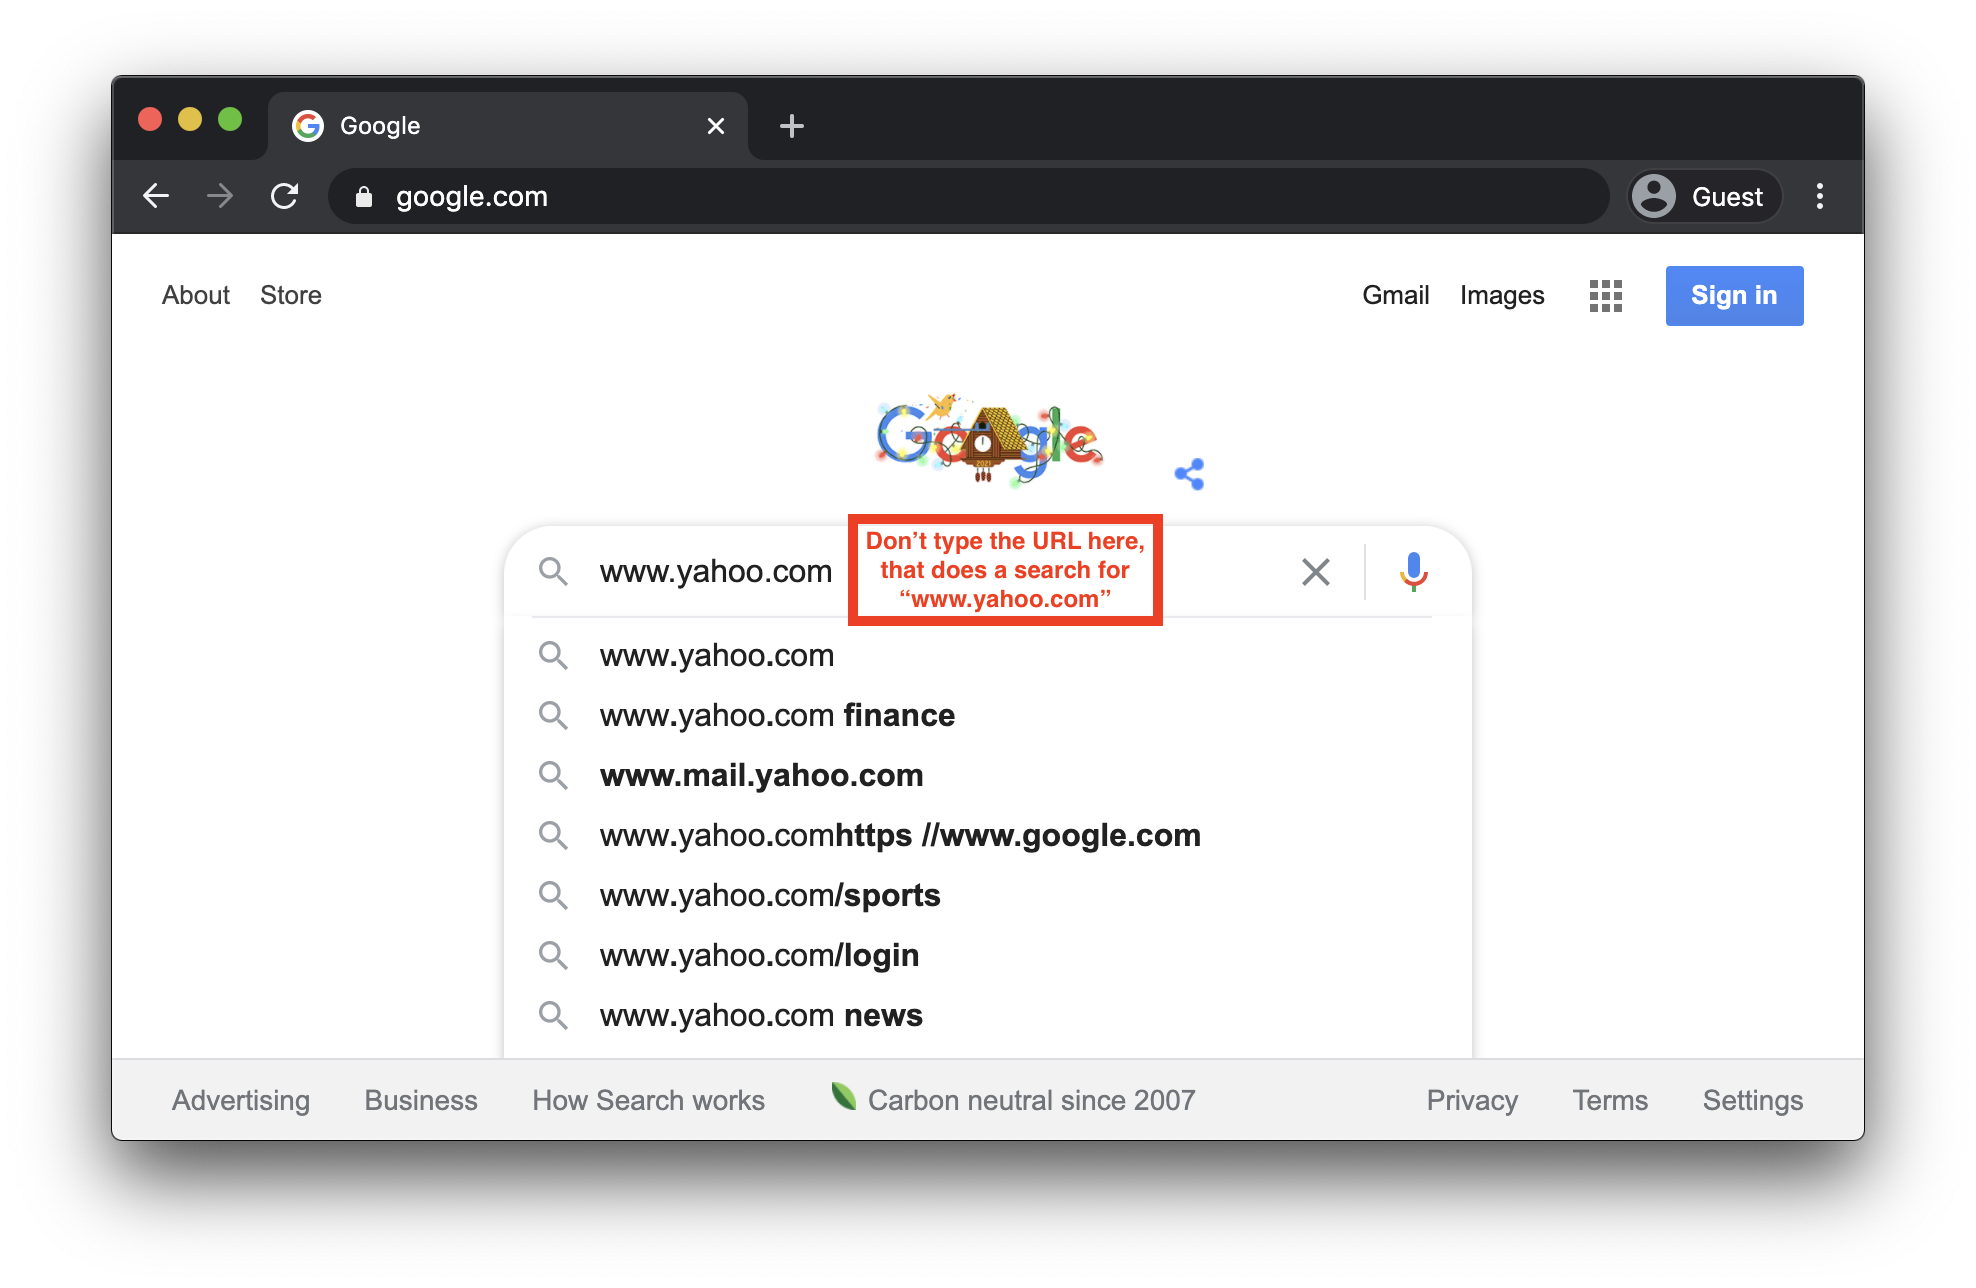 Google
google.com
Guest
About Store
Gmail Images
Sign in
Google
2021
www.yahoo.com
Don’t type the URL here,
that does a search for
“www.yahoo.com”
www.yahoo.com
www.yahoo.com finance
www.mail.yahoo.com
www.yahoo.comhttps //www.google.com
www.yahoo.com/sports
www.yahoo.com/login
www.yahoo.com news
Advertising Business How Search works Carbon neutral since 2007 Privacy Terms Settings